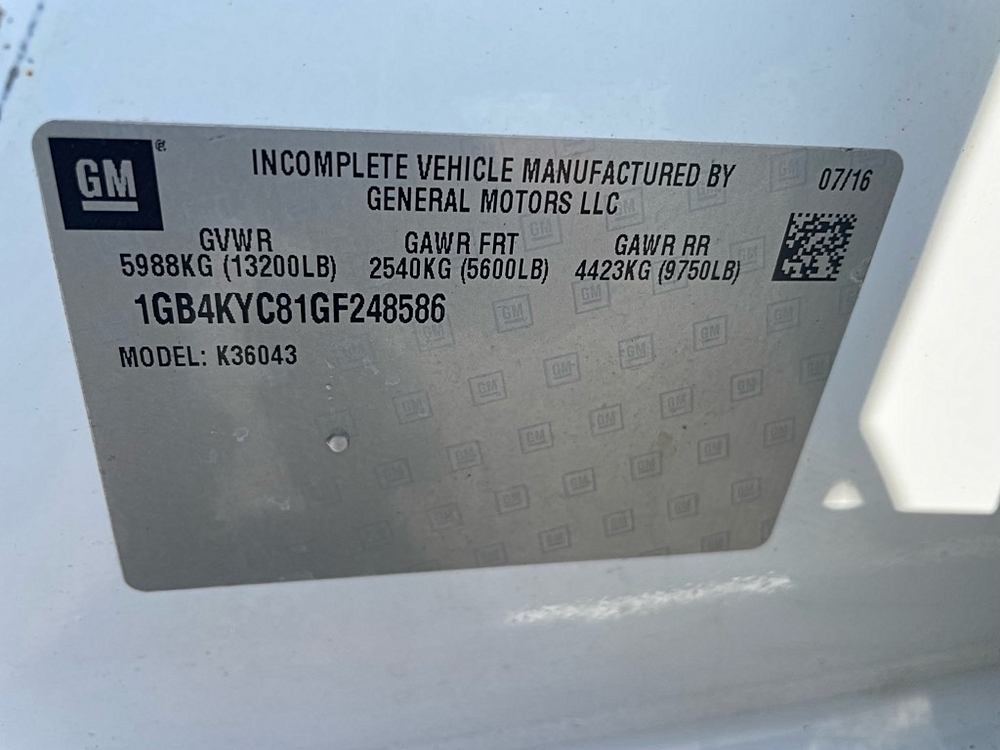 GM
INCOMPLETE VEHICLE MANUFACTURED BY
GENERAL MOTORS LLC
07/16
GVWR
5988KG (13200LB)
GAWR FRT
2540KG (5600LB)
GAWR RR
4423KG (9750LB)
1GB4KYC81GF248586
MODEL: K36043